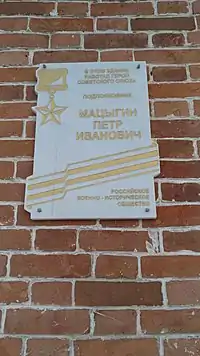 В ЭТОМ ЗДАНИИ
РАБОТАЛ ГЕРОЙ
СОВЕТСКОГО СОЮЗА
ПОДПОЛКОВНИК
МАЦЫГИН
ПЕТР
ИВАНОВИЧ
РОССИЙСКОЕ
ВОЕННО-ИСТОРИЧЕСКОЕ
ОБЩЕСТВО